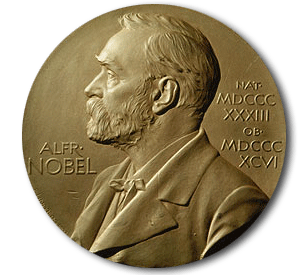 ALFR·
NOBEL
NAT·
MDCCC
XXXIII
OB·
MDCCC
XCVI